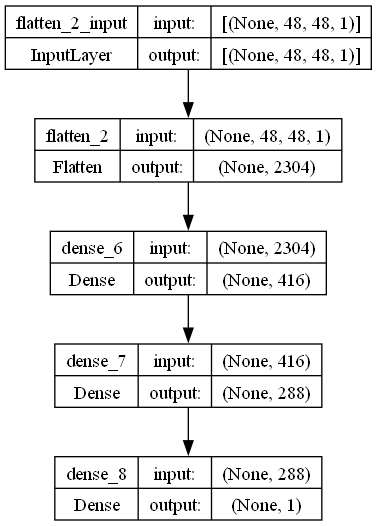 flatten_2_input input: [(None, 48, 48, 1)]
InputLayer output: [(None, 48, 48, 1)]
flatten_2 input: (None, 48, 48, 1)
Flatten output: (None, 2304)
dense_6 input: (None, 2304)
Dense output: (None, 416)
dense_7 input: (None, 416)
Dense output: (None, 288)
dense_8 input: (None, 288)
Dense output: (None, 1)